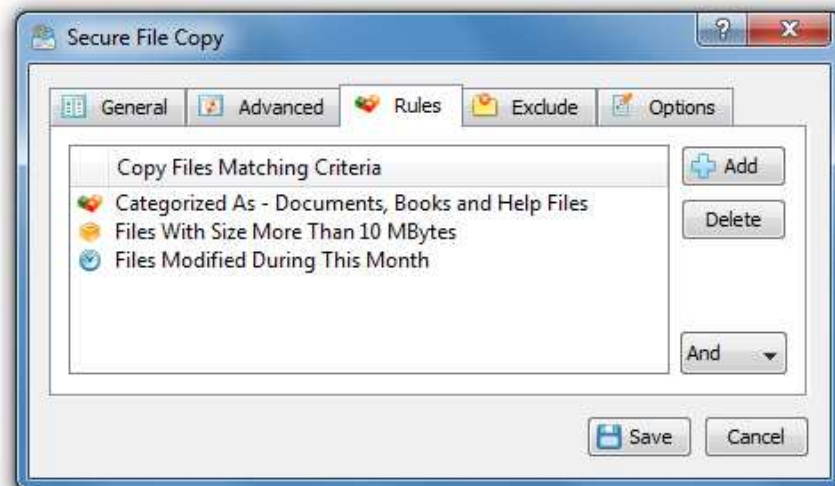 Secure File Copy
General Advanced Rules Exclude Options
Copy Files Matching Criteria
Add
Categorized As - Documents, Books and Help Files
Delete
Files With Size More Than 10 MBytes
Files Modified During This Month
And
Save Cancel